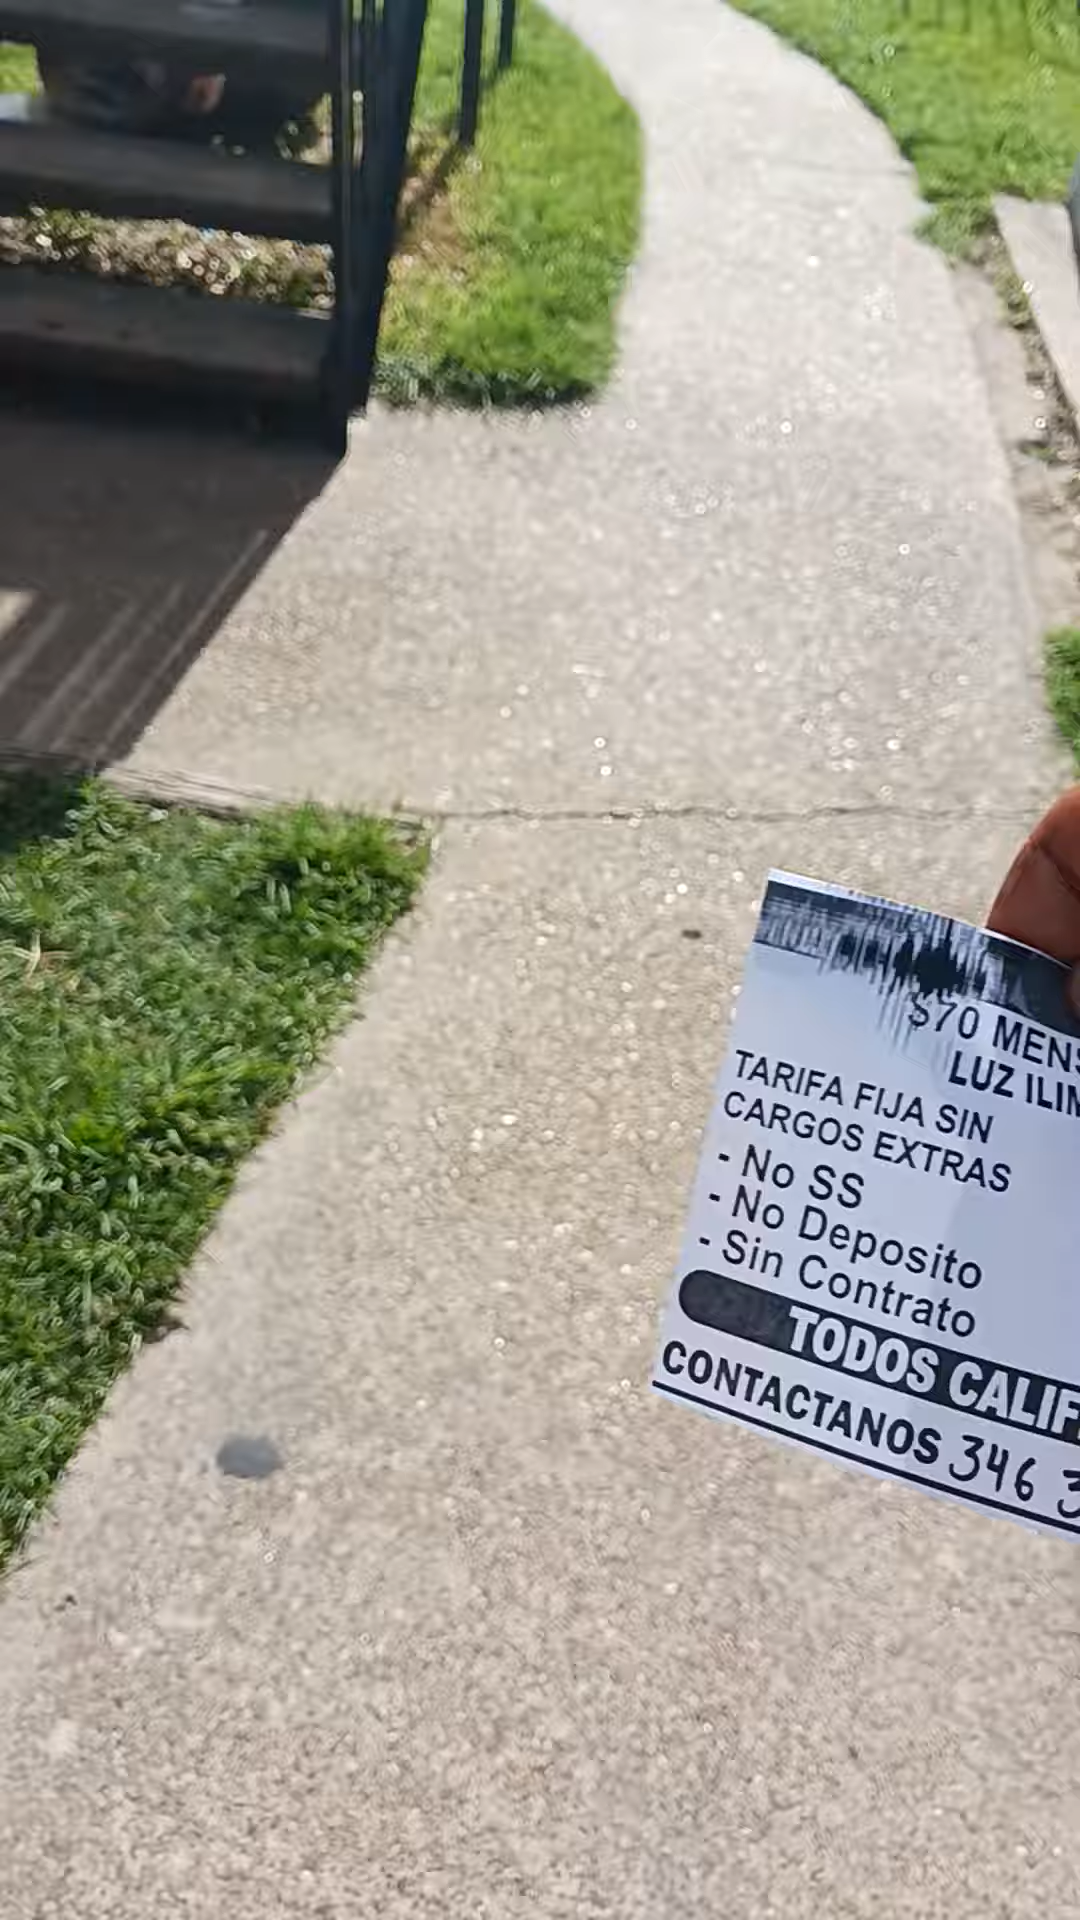 $70 MENS
LUZ ILIM
TARIFA FIJA SIN
CARGOS EXTRAS
- No SS
- No Deposito
- Sin Contrato
TODOS CALIF
CONTACTANOS 346 3